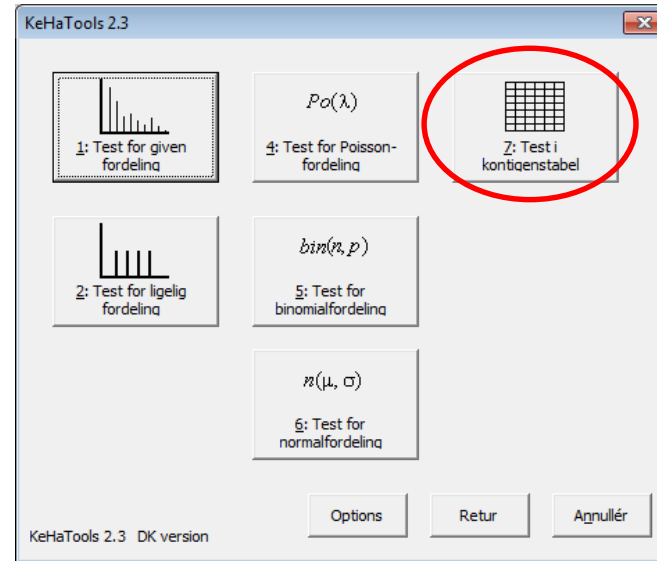 KeHaTools 2.3
1: Test for given
fordeling
Po(λ)
4: Test for Poisson-
fordeling
7: Test i
kontigenstabel
2: Test for ligelig
fordeling
bin(n, p)
5: Test for
binomialfordeling
n(μ, σ)
6: Test for
normalfordeling
Options
Retur
Annullér
KeHaTools 2.3 DK version